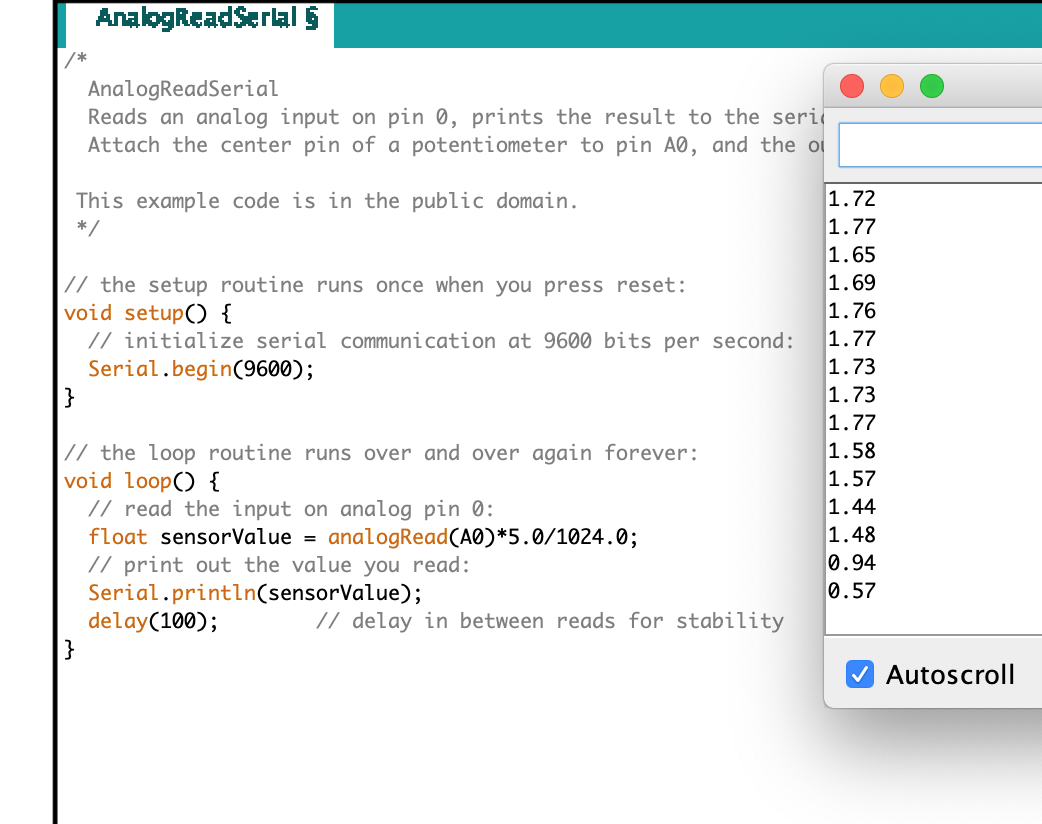 AnalogReadSerial §
/*
  AnalogReadSerial
  Reads an analog input on pin 0, prints the result to the
  Attach the center pin of a potentiometer to pin A0, and the

 This example code is in the public domain.
 */

// the setup routine runs once when you press reset:
void setup() {
  // initialize serial communication at 9600 bits per second:
  Serial.begin(9600);
}

// the loop routine runs over and over again forever:
void loop() {
  // read the input on analog pin 0:
  float sensorValue = analogRead(A0)*5.0/1024.0;
  // print out the value you read:
  Serial.println(sensorValue);
  delay(100);        // delay in between reads for stability
}
1.72
1.77
1.65
1.69
1.76
1.77
1.73
1.73
1.77
1.58
1.57
1.44
1.48
0.94
0.57
Autoscroll